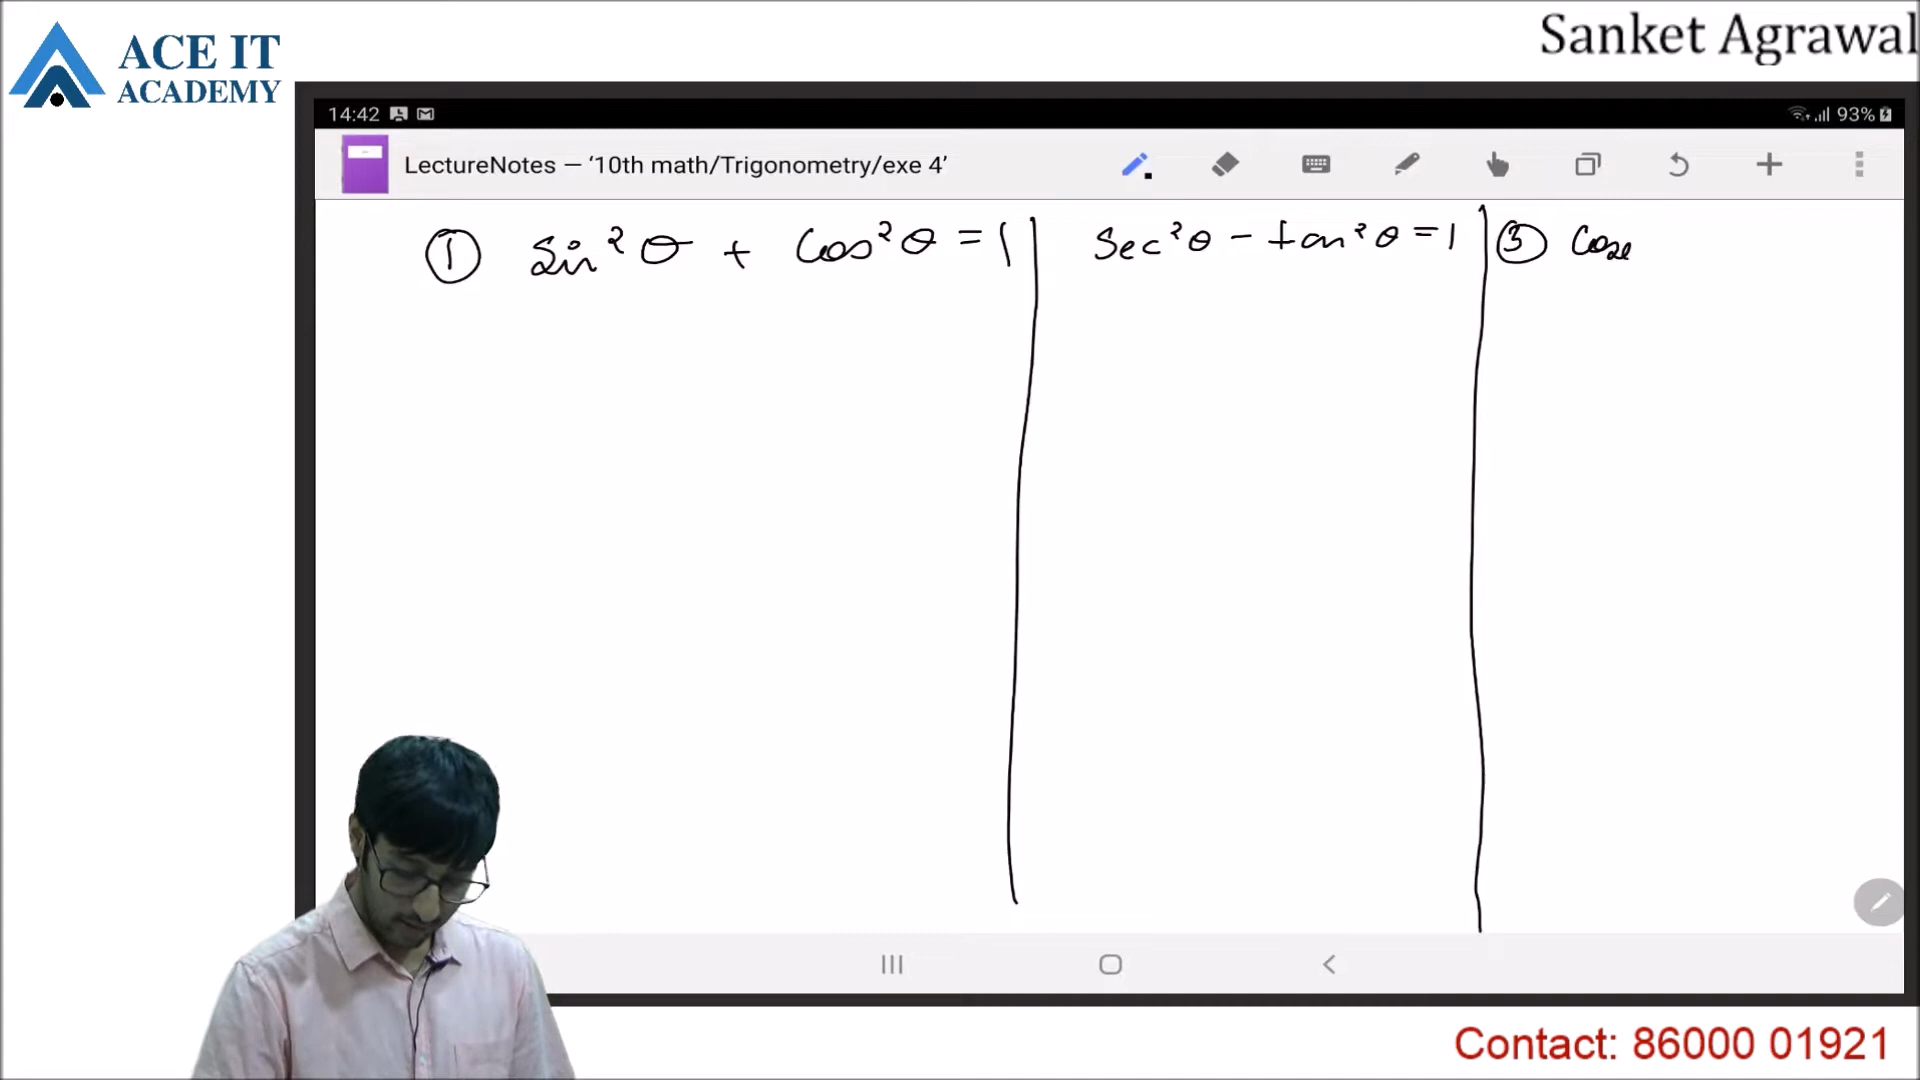 ACE IT
ACADEMY
Sanket Agrawal
14:42
93%
LectureNotes — ‘10th math/Trigonometry/exe 4’
① Sin²θ + Cos²θ = 1
Sec²θ - tan²θ = 1
③ Cose
Contact: 86000 01921